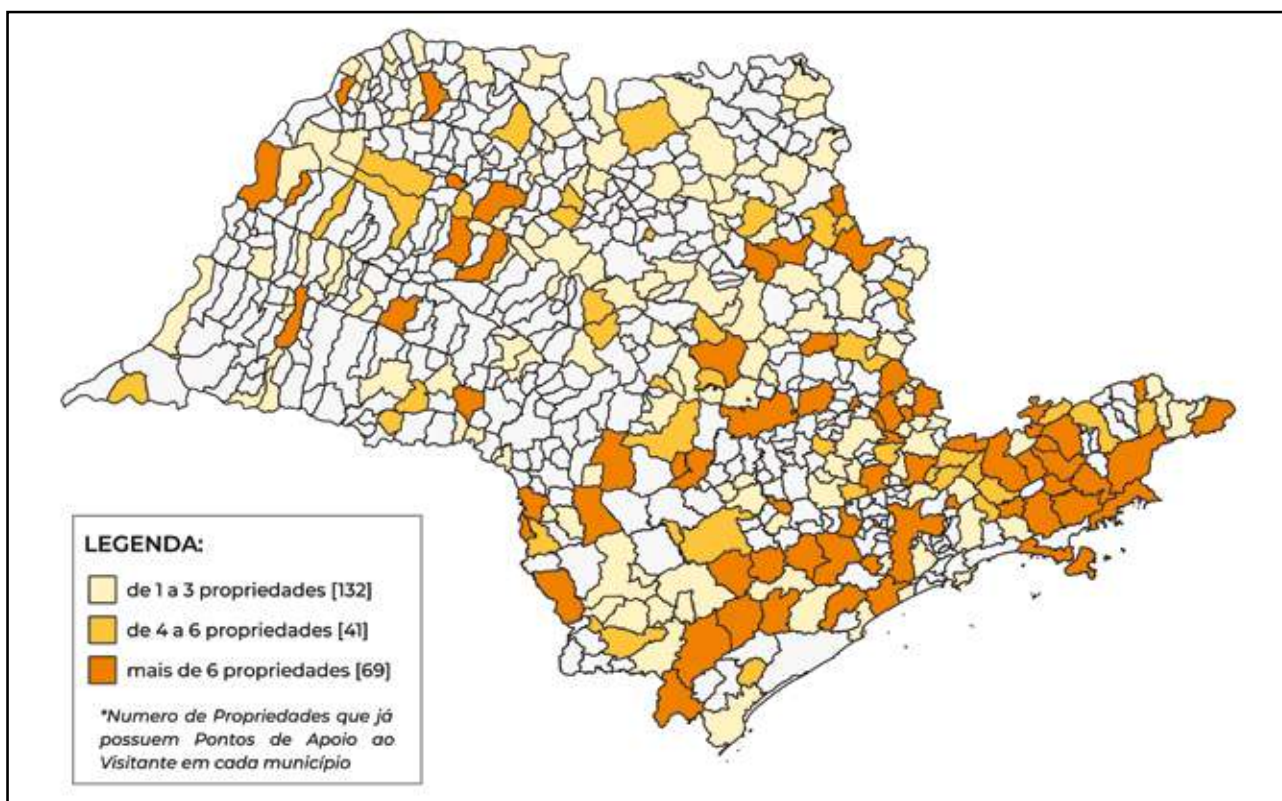 LEGENDA:
de 1 a 3 propriedades [132]
de 4 a 6 propriedades [41]
mais de 6 propriedades [69]
*Numero de Propriedades que já
possuem Pontos de Apoio ao
Visitante em cada município